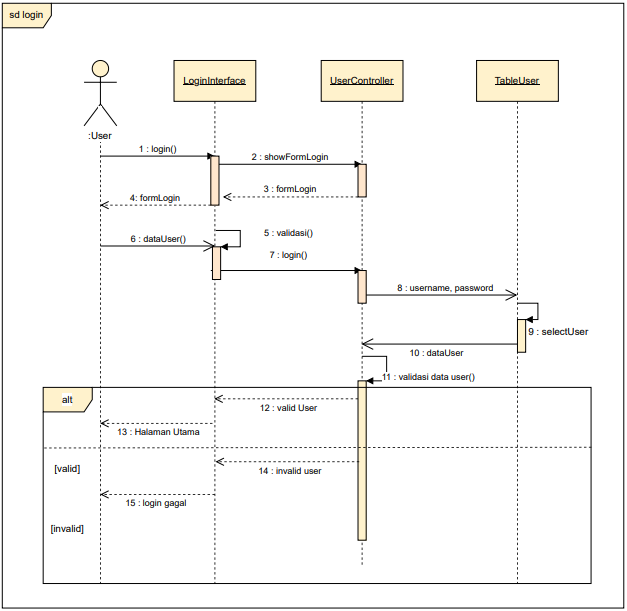 sd login
LoginInterface
UserController
TableUser
:User
1 : login()
2 : showFormLogin
3 : formLogin
4: formLogin
5 : validasi()
6 : dataUser()
7 : login()
8 : username, password
9 : selectUser
10 : dataUser
11 : validasi data user()
alt
12 : valid User
13 : Halaman Utama
[valid]
14 : invalid user
15 : login gagal
[invalid]